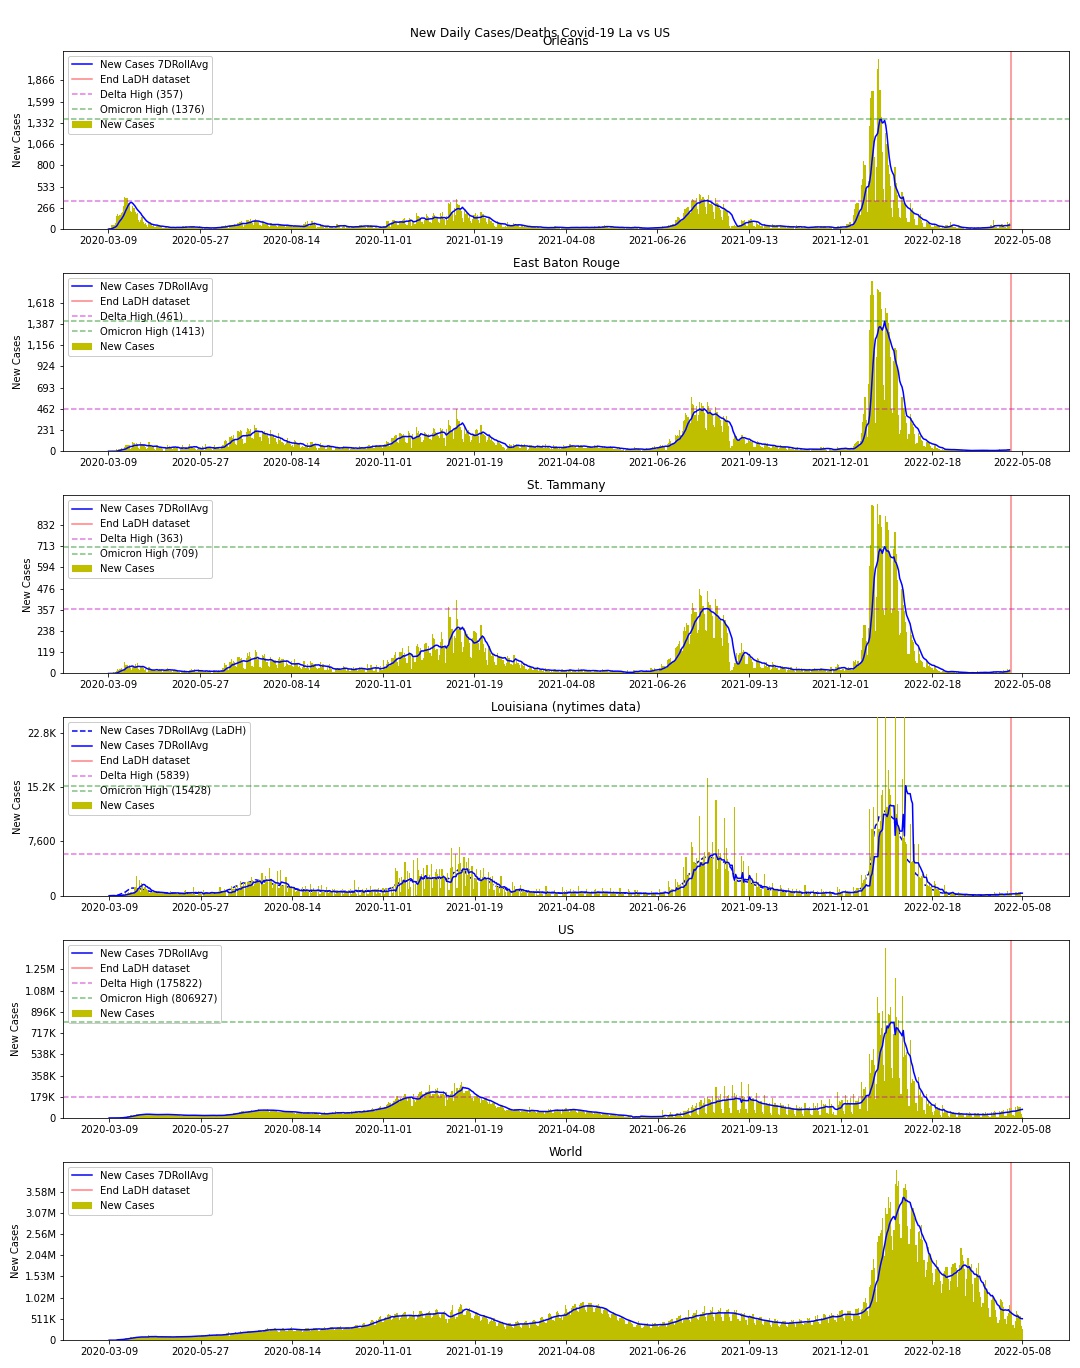 New Daily Cases/Deaths Covid-19 La vs US
Orleans
New Cases 7DRollAvg
End LaDH dataset
Delta High (357)
Omicron High (1376)
New Cases
New Cases
1,866
1,599
1,332
1,066
800
533
266
0
2020-03-09 2020-05-27 2020-08-14 2020-11-01 2021-01-19 2021-04-08 2021-06-26 2021-09-13 2021-12-01 2022-02-18 2022-05-08
East Baton Rouge
New Cases 7DRollAvg
End LaDH dataset
Delta High (461)
Omicron High (1413)
New Cases
New Cases
1,618
1,387
1,156
924
693
462
231
0
2020-03-09 2020-05-27 2020-08-14 2020-11-01 2021-01-19 2021-04-08 2021-06-26 2021-09-13 2021-12-01 2022-02-18 2022-05-08
St. Tammany
New Cases 7DRollAvg
End LaDH dataset
Delta High (363)
Omicron High (709)
New Cases
New Cases
832
713
594
476
357
238
119
0
2020-03-09 2020-05-27 2020-08-14 2020-11-01 2021-01-19 2021-04-08 2021-06-26 2021-09-13 2021-12-01 2022-02-18 2022-05-08
Louisiana (nytimes data)
New Cases 7DRollAvg (LaDH)
New Cases 7DRollAvg
End LaDH dataset
Delta High (5839)
Omicron High (15428)
New Cases
New Cases
22.8K
15.2K
7,600
0
2020-03-09 2020-05-27 2020-08-14 2020-11-01 2021-01-19 2021-04-08 2021-06-26 2021-09-13 2021-12-01 2022-02-18 2022-05-08
US
New Cases 7DRollAvg
End LaDH dataset
Delta High (175822)
Omicron High (806927)
New Cases
New Cases
1.25M
1.08M
896K
717K
538K
358K
179K
0
2020-03-09 2020-05-27 2020-08-14 2020-11-01 2021-01-19 2021-04-08 2021-06-26 2021-09-13 2021-12-01 2022-02-18 2022-05-08
World
New Cases 7DRollAvg
End LaDH dataset
New Cases
New Cases
3.58M
3.07M
2.56M
2.04M
1.53M
1.02M
511K
0
2020-03-09 2020-05-27 2020-08-14 2020-11-01 2021-01-19 2021-04-08 2021-06-26 2021-09-13 2021-12-01 2022-02-18 2022-05-08